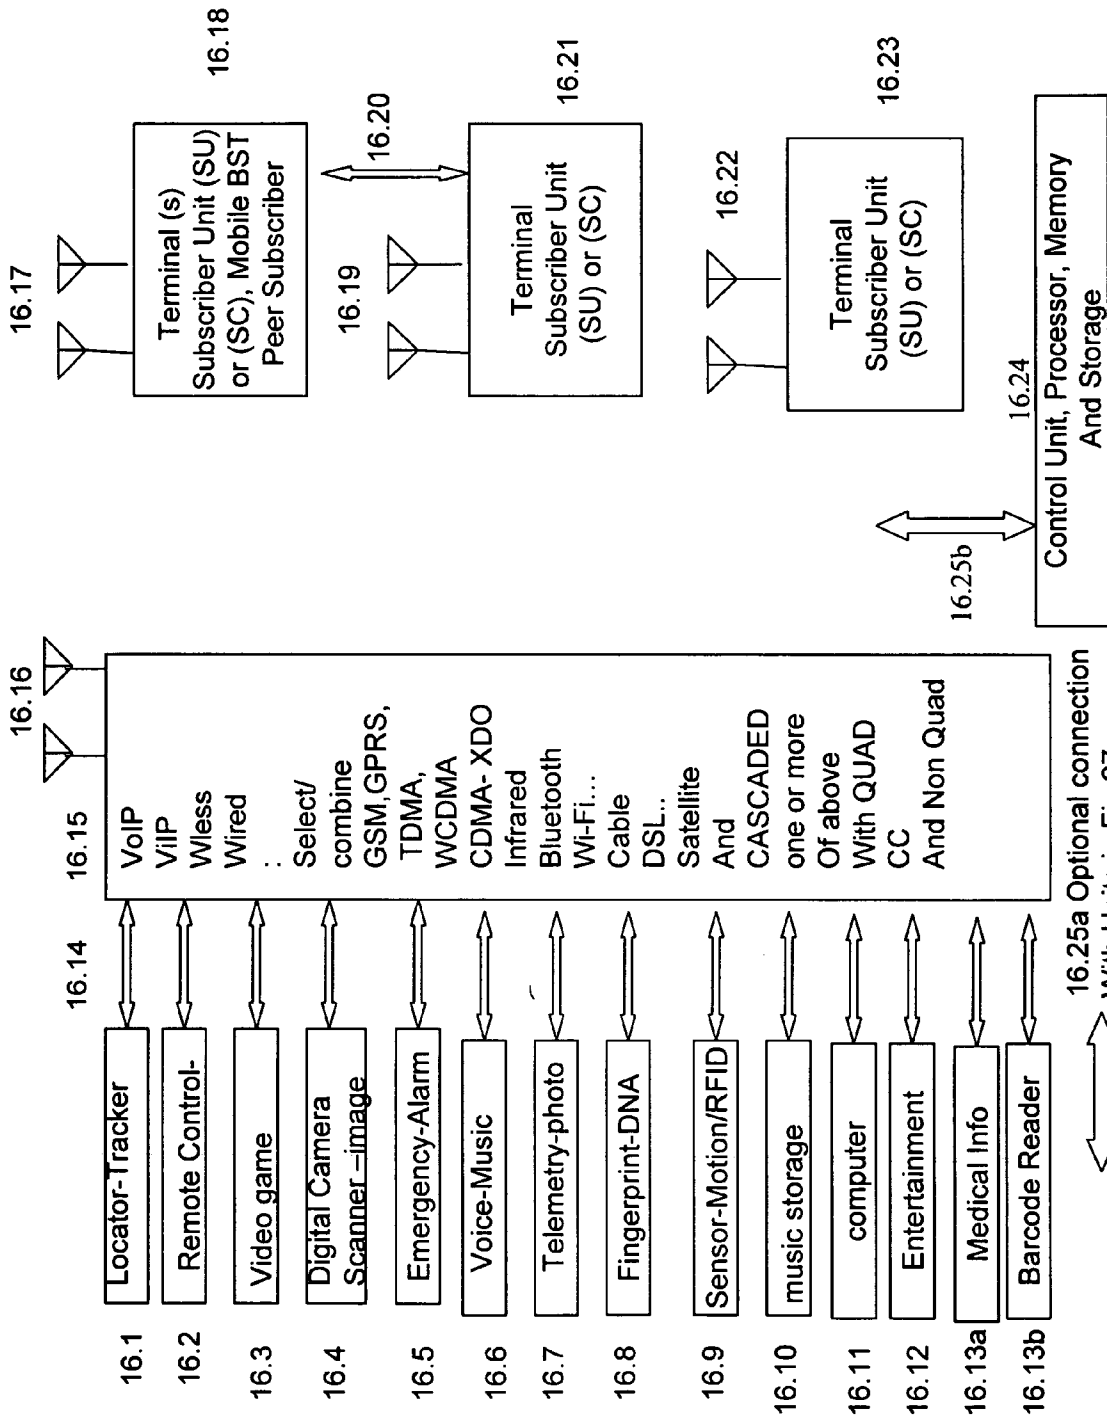 16.1
Locator-Tracker
16.2
Remote Control-
16.3
Video game
16.4
Digital Camera
Scanner –image
16.5
Emergency-Alarm
16.6
Voice-Music
16.7
Telemetry-photo
16.8
Fingerprint-DNA
16.9
Sensor-Motion/RFID
16.10
music storage
16.11
computer
16.12
Entertainment
16.13a
Medical Info
16.13b
Barcode Reader
16.14
16.15
16.16
VoIP
ViIP
Wless
Wired
:
Select/
combine
GSM,GPRS,
TDMA,
WCDMA
CDMA- XDO
Infrared
Bluetooth
Wi-Fi...
Cable
DSL..
Satellite
And
CASCADED
one or more
Of above
With QUAD
CC
And Non Quad
16.17
Terminal (s)
Subscriber Unit (SU)
or (SC), Mobile BST
Peer Subscriber
16.18
16.19
16.20
Terminal
Subscriber Unit
(SU) or (SC)
16.21
16.22
Terminal
Subscriber Unit
(SU) or (SC)
16.23
16.24
16.25b
Control Unit, Processor, Memory
And Storage
16.25a Optional connection